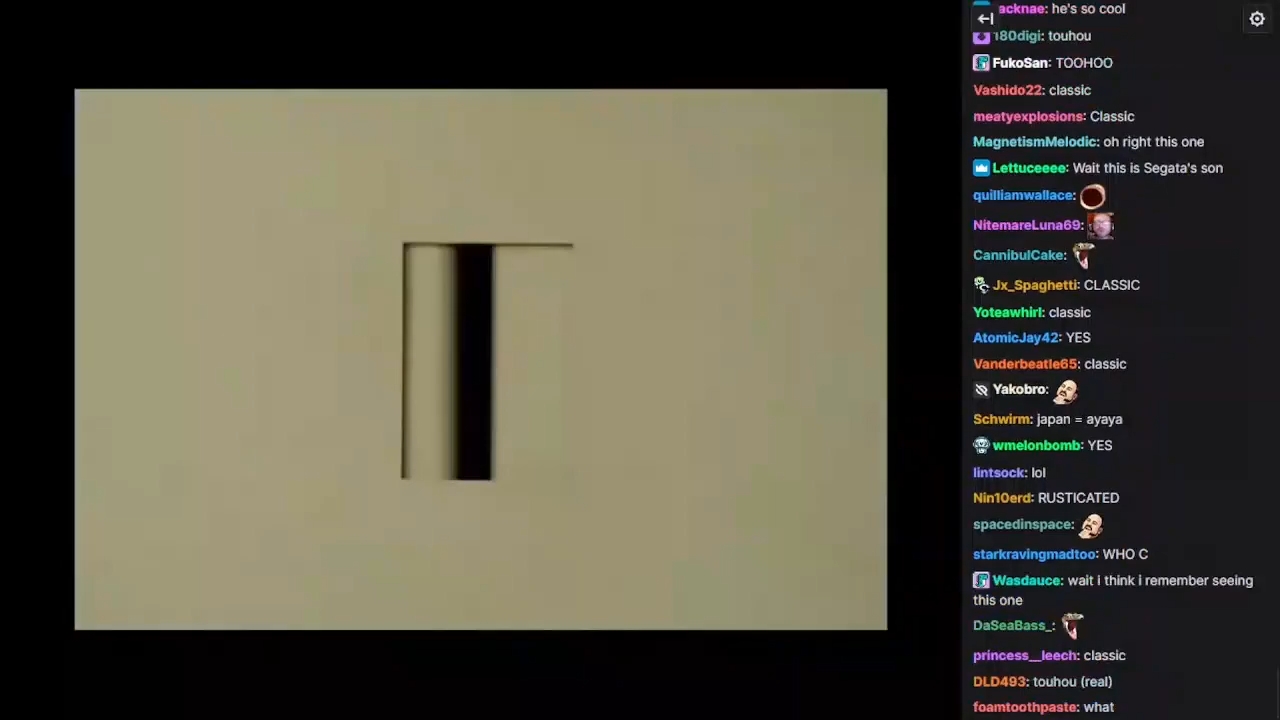 acknae: he's so cool
180digi: touhou
FukoSan: TOOHOO
Vashido22: classic
meatyexplosions: Classic
MagnetismMelodic: oh right this one
Lettuceeee: Wait this is Segata's son
quilliamwallace:
NitemareLuna69:
CannibulCake:
Jx_Spaghetti: CLASSIC
Yoteawhirl: classic
AtomicJay42: YES
Vanderbeatle65: classic
Yakobro:
Schwirm: japan = ayaya
wmelonbomb: YES
lintsock: lol
Nin10erd: RUSTICATED
spacedinspace:
starkravingmadtoo: WHO C
Wasdauce: wait i think i remember seeing
this one
DaSeaBass_:
princess__leech: classic
DLD493: touhou (real)
foamtoothpaste: what